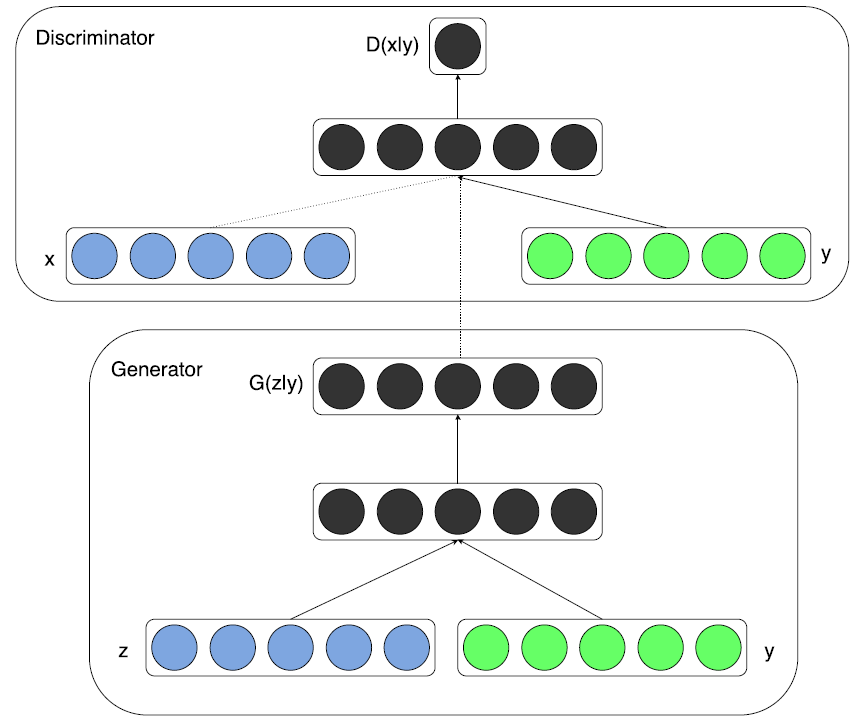 Discriminator
D(x|y)
x
y
Generator
G(z|y)
z
y